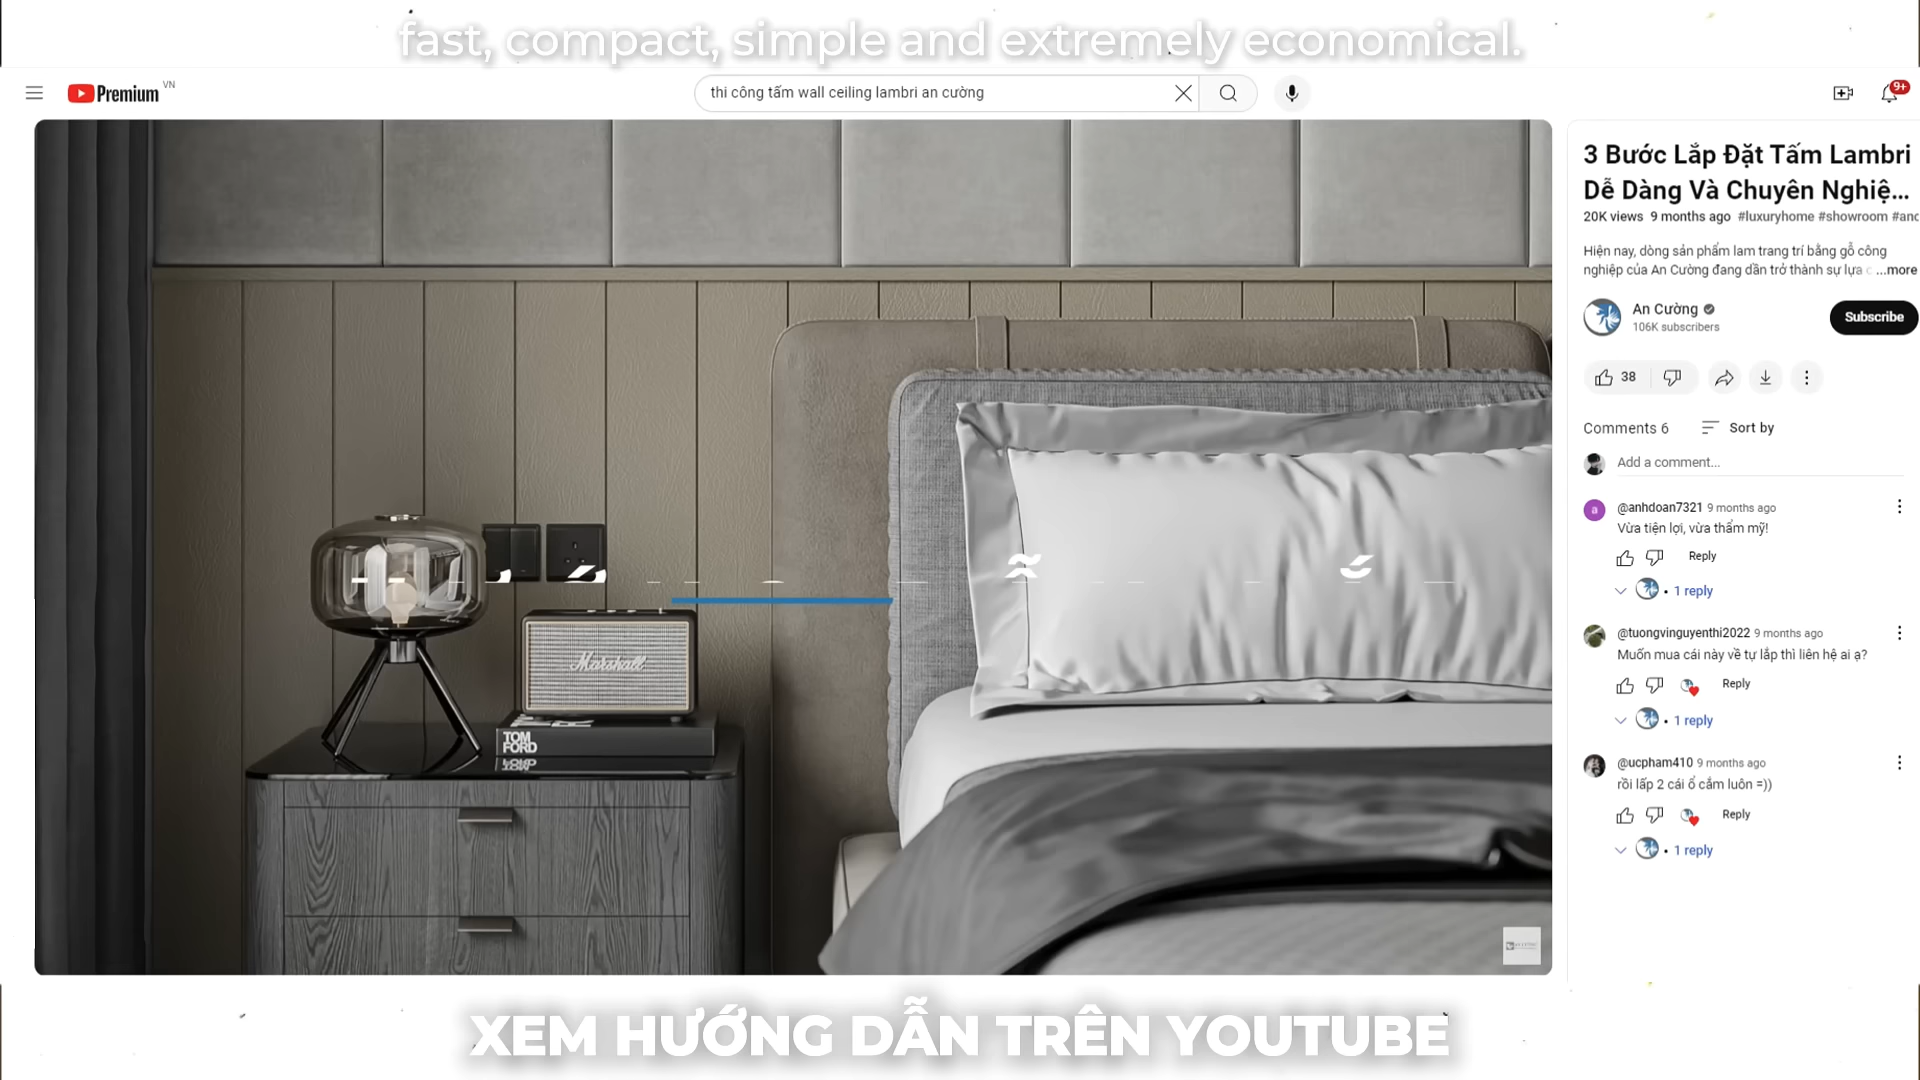 fast, compact, simple and extremely economical.
Premium VN
thi công tấm wall ceiling lambri an cường
9+
3 Bước Lắp Đặt Tấm Lambri
Dễ Dàng Và Chuyên Nghiệ...
20K views 9 months ago #luxuryhome #showroom #anc
Hiện nay, dòng sản phẩm lam trang trí bằng gỗ công
nghiệp của An Cường đang dần trở thành sự lựa c ...more
An Cường
106K subscribers
Subscribe
38
Comments 6
Sort by
Add a comment...
a
@anhdoan7321 9 months ago
Vừa tiện lợi, vừa thẩm mỹ!
Reply
• 1 reply
@tuongvinguyenthi2022 9 months ago
Muốn mua cái này về tự lắp thì liên hệ ai ạ?
Reply
• 1 reply
@ucpham410 9 months ago
rồi lấp 2 cái ổ cắm luôn =))
Reply
• 1 reply
Marshall
TOM
FORD
XEM HƯỚNG DẪN TRÊN YOUTUBE